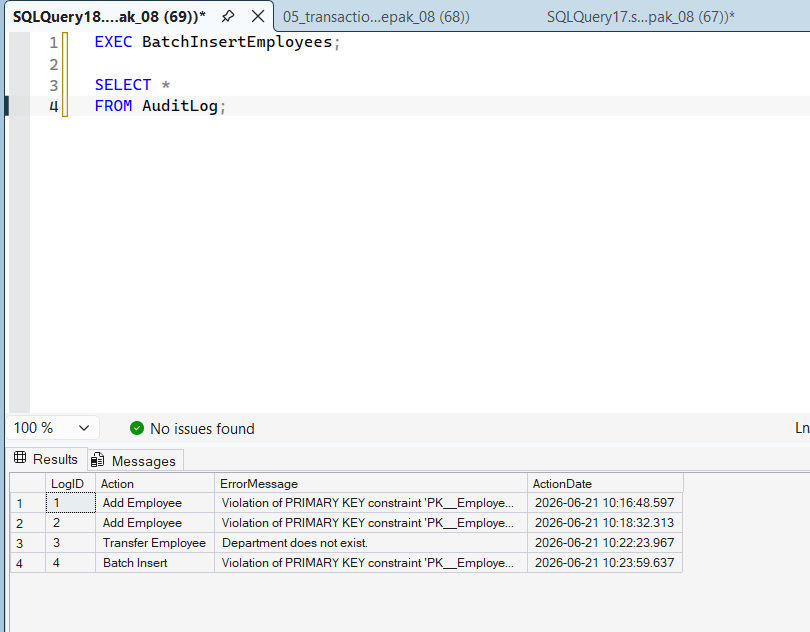 SQLQuery18....ak_08 (69))* 05_transactio...epak_08 (68)) SQLQuery17.s...pak_08 (67))*
1 EXEC BatchInsertEmployees;
2
3 SELECT *
4 FROM AuditLog;
100 % No issues found Ln
Results Messages
LogID Action ErrorMessage ActionDate
1 1 Add Employee Violation of PRIMARY KEY constraint 'PK__Employe... 2026-06-21 10:16:48.597
2 2 Add Employee Violation of PRIMARY KEY constraint 'PK__Employe... 2026-06-21 10:18:32.313
3 3 Transfer Employee Department does not exist. 2026-06-21 10:22:23.967
4 4 Batch Insert Violation of PRIMARY KEY constraint 'PK__Employe... 2026-06-21 10:23:59.637